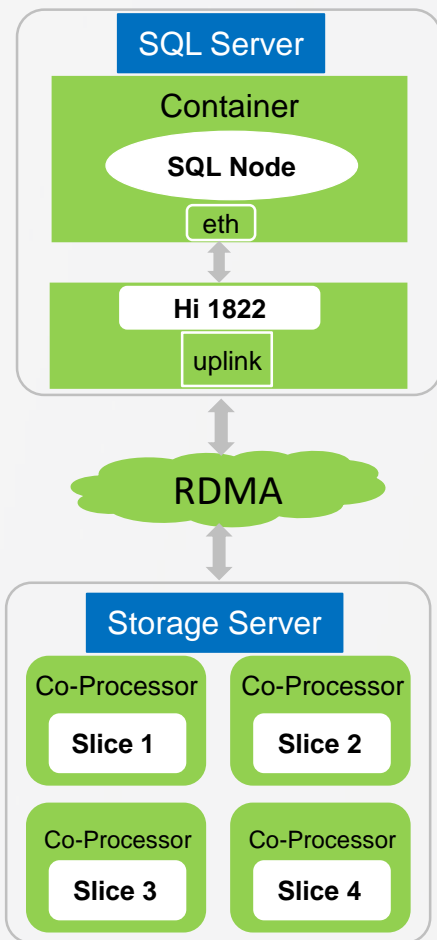 SQL Server
Container
SQL Node
eth
Hi 1822
uplink
RDMA
Storage Server
Co-Processor
Slice 1
Co-Processor
Slice 2
Co-Processor
Slice 3
Co-Processor
Slice 4